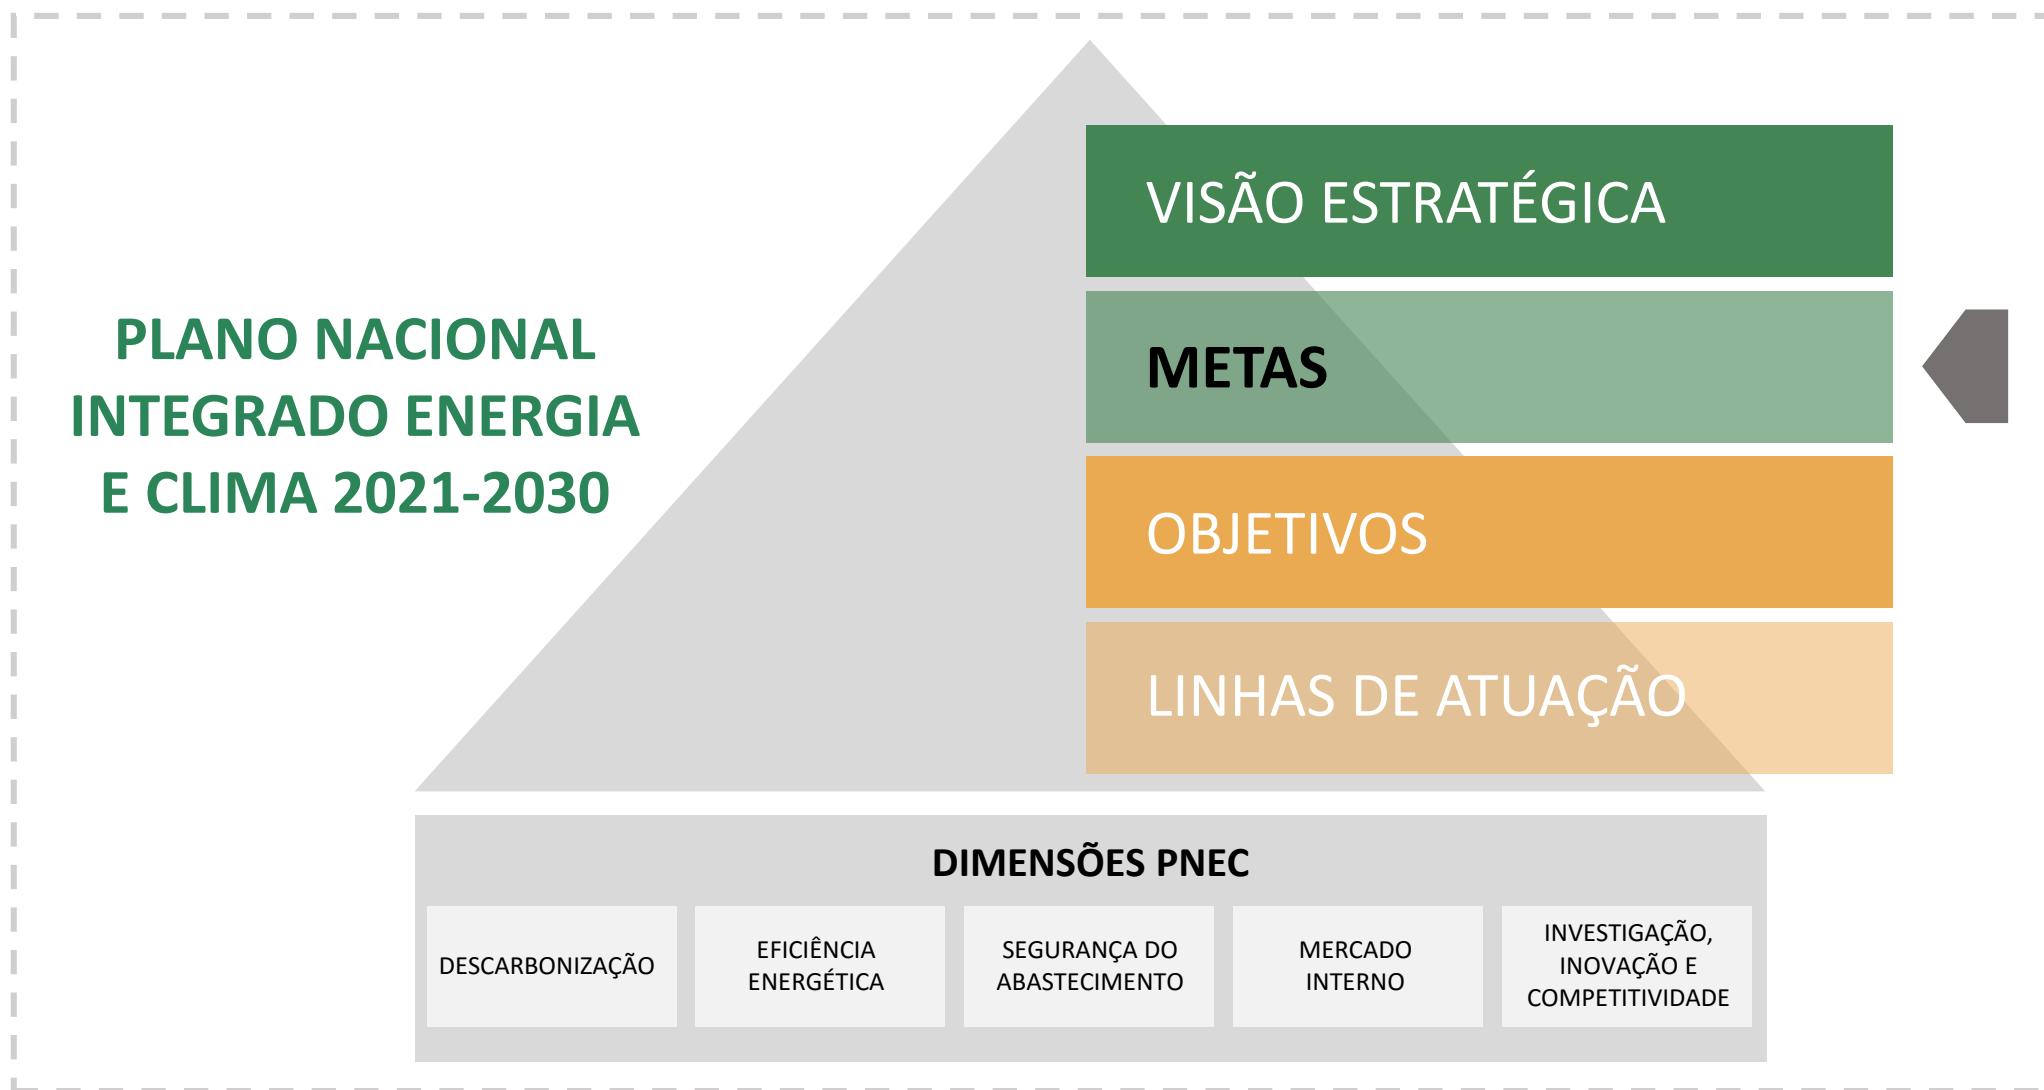 PLANO NACIONAL
INTEGRADO ENERGIA
E CLIMA 2021-2030
VISÃO ESTRATÉGICA
METAS
OBJETIVOS
LINHAS DE ATUAÇÃO
DIMENSÕES PNEC
DESCARBONIZAÇÃO
EFICIÊNCIA
ENERGÉTICA
SEGURANÇA DO
ABASTECIMENTO
MERCADO
INTERNO
INVESTIGAÇÃO,
INOVAÇÃO E
COMPETITIVIDADE